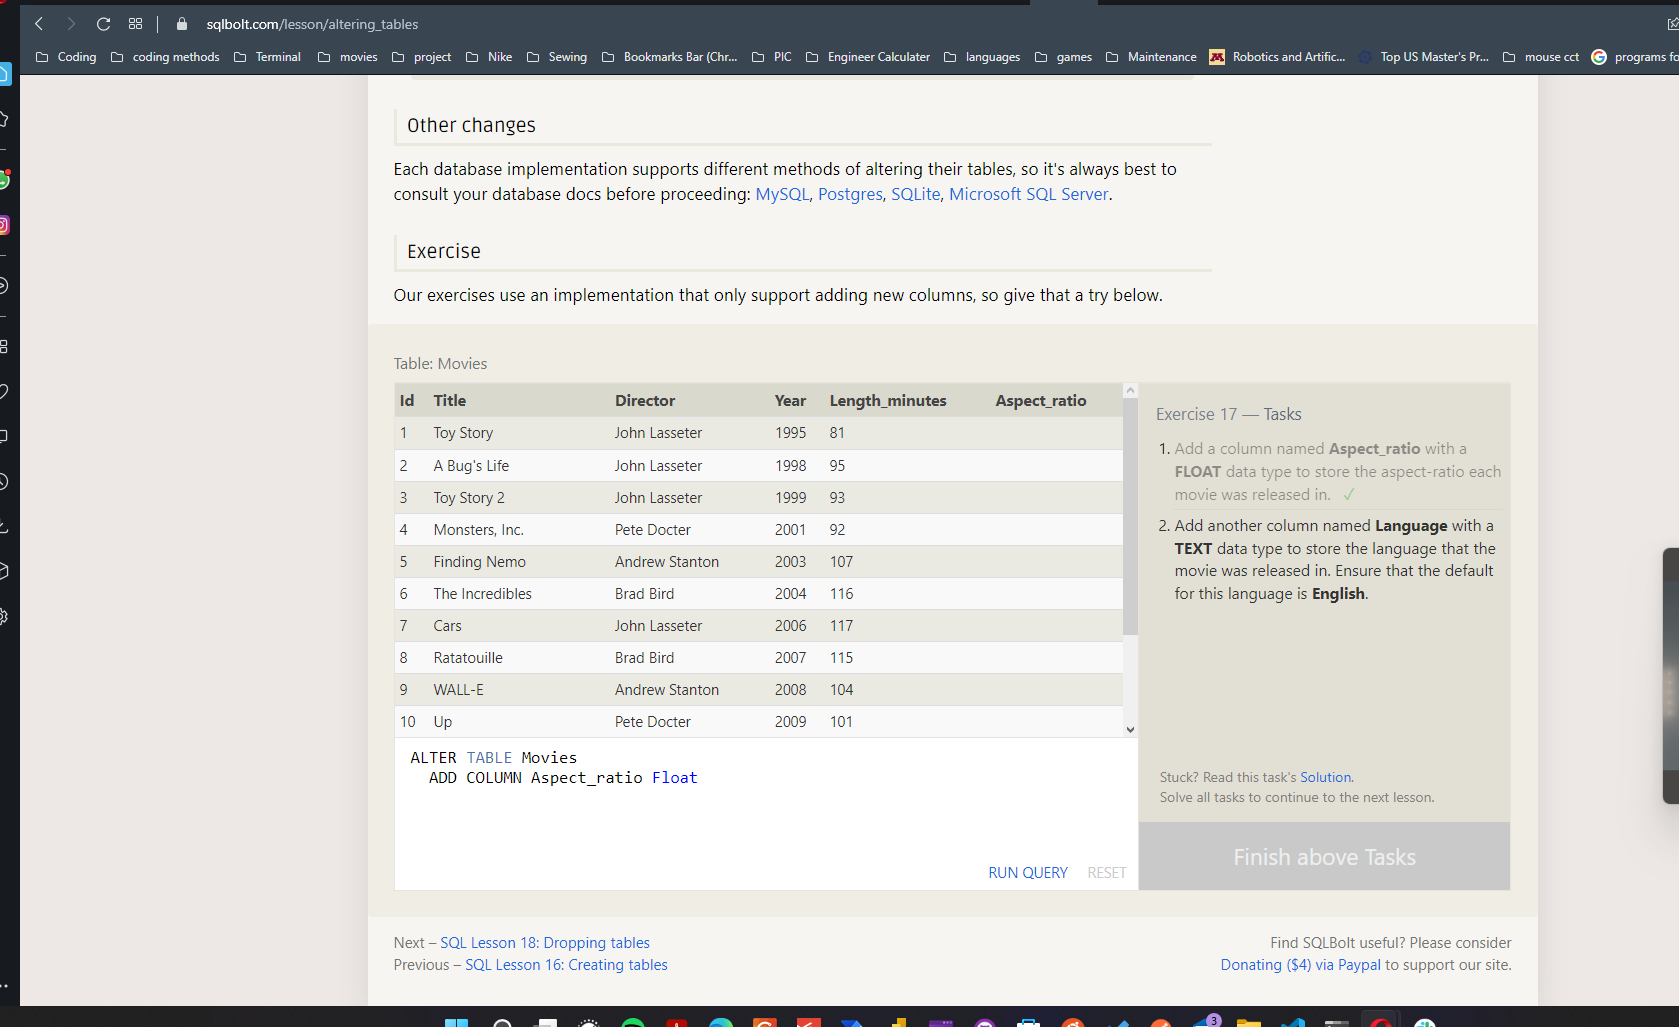 sqlbolt.com/lesson/altering_tables
Coding coding methods Terminal movies project Nike Sewing Bookmarks Bar (Chr... PIC Engineer Calculater languages games Maintenance Robotics and Artific... Top US Master's Pr... mouse cct programs fo
Other changes
Each database implementation supports different methods of altering their tables, so it's always best to
consult your database docs before proceeding: MySQL, Postgres, SQLite, Microsoft SQL Server.
Exercise
Our exercises use an implementation that only support adding new columns, so give that a try below.
Table: Movies
Id Title Director Year Length_minutes Aspect_ratio
1 Toy Story John Lasseter 1995 81
2 A Bug's Life John Lasseter 1998 95
3 Toy Story 2 John Lasseter 1999 93
4 Monsters, Inc. Pete Docter 2001 92
5 Finding Nemo Andrew Stanton 2003 107
6 The Incredibles Brad Bird 2004 116
7 Cars John Lasseter 2006 117
8 Ratatouille Brad Bird 2007 115
9 WALL-E Andrew Stanton 2008 104
10 Up Pete Docter 2009 101
ALTER TABLE Movies
ADD COLUMN Aspect_ratio Float
RUN QUERY RESET
Exercise 17 — Tasks
1. Add a column named Aspect_ratio with a
FLOAT data type to store the aspect-ratio each
movie was released in. ✓
2. Add another column named Language with a
TEXT data type to store the language that the
movie was released in. Ensure that the default
for this language is English.
Stuck? Read this task's Solution.
Solve all tasks to continue to the next lesson.
Finish above Tasks
Next – SQL Lesson 18: Dropping tables
Previous – SQL Lesson 16: Creating tables
Find SQLBolt useful? Please consider
Donating ($4) via Paypal to support our site.
3